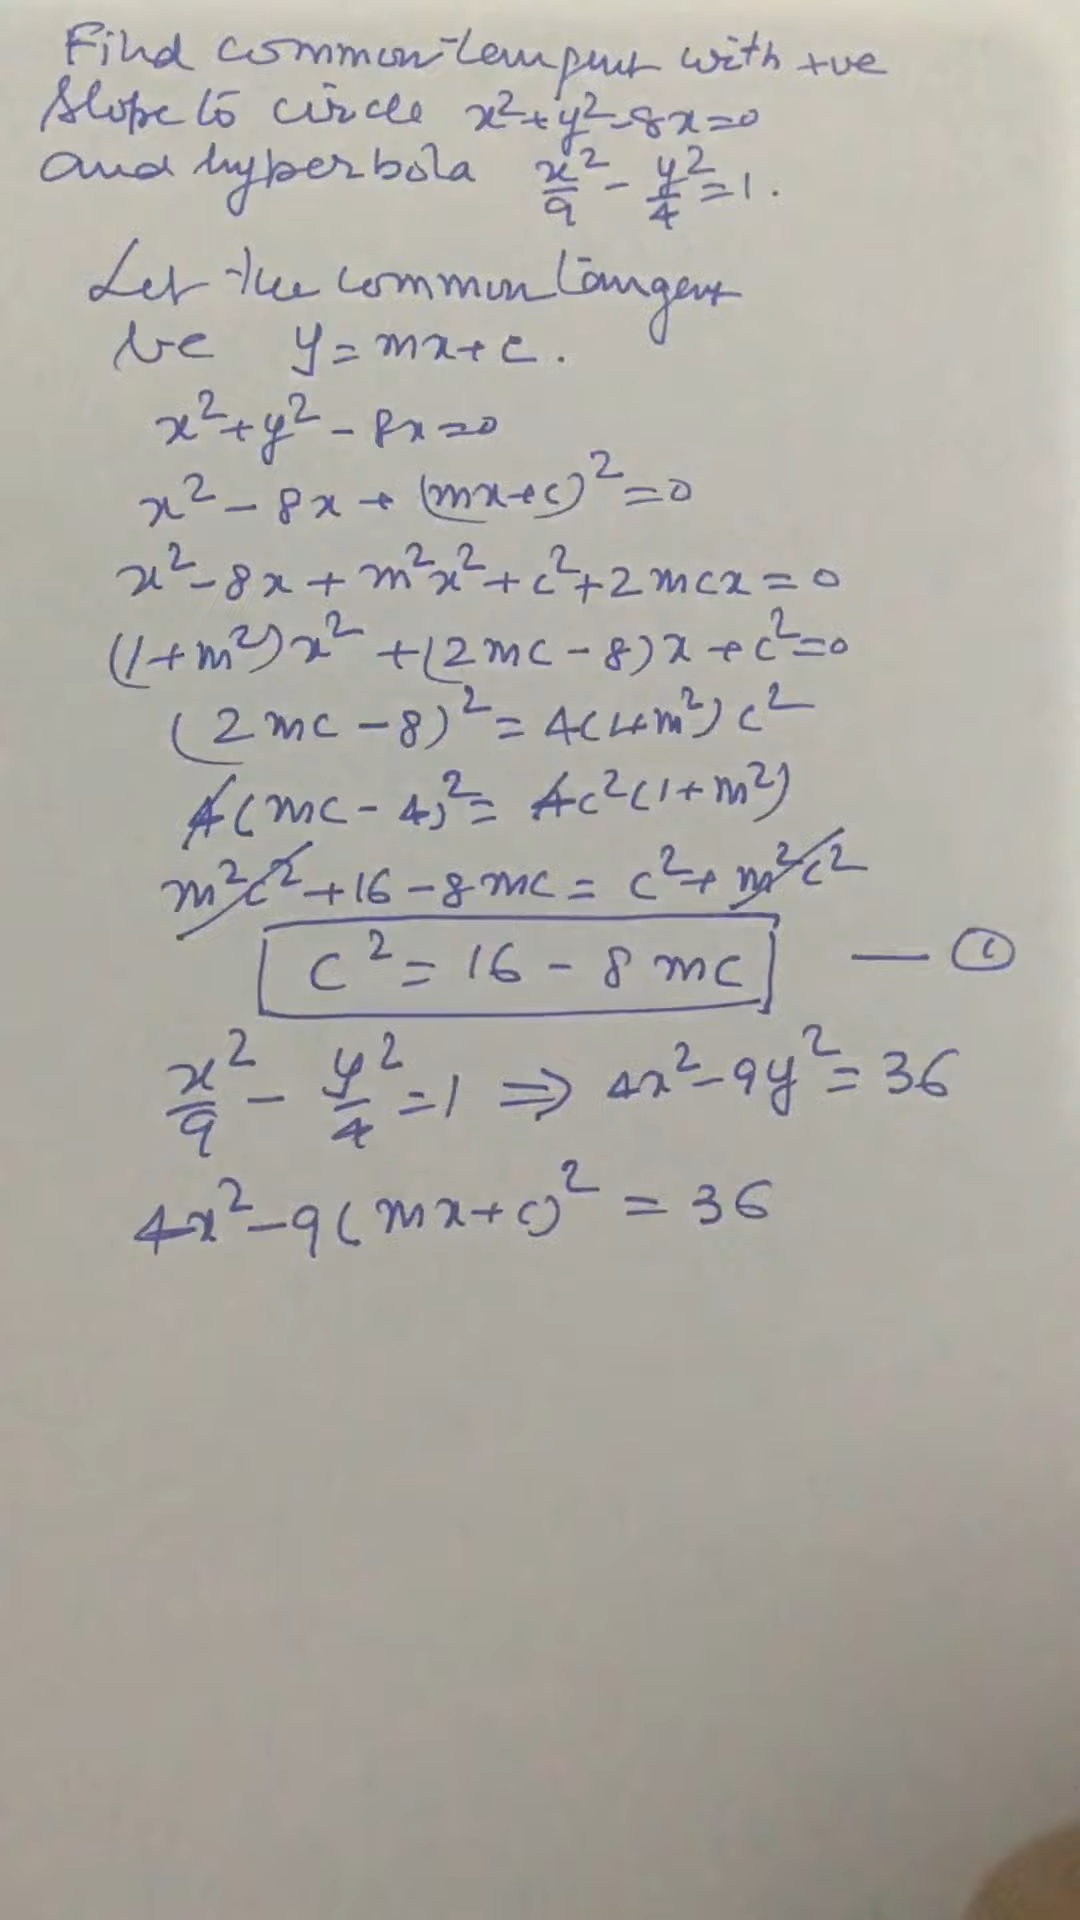 Find common tangent with +ve
slope to circle x²+y²-8x=0
and hyperbola x²/9 - y²/4 = 1.
Let the common tangent
be y = mx+c.
x²+y²-8x=0
x²-8x+(mx+c)²=0
x²-8x+m²x²+c²+2mcx=0
(1+m²)x²+(2mc-8)x+c²=0
(2mc-8)²=4(1+m²)c²
4(mc-4)²=4c²(1+m²)
m²c²+16-8mc=c²+m²c²
c²=16-8mc — ①
x²/9 - y²/4 = 1 ⇒ 4x²-9y²=36
4x²-9(mx+c)²=36